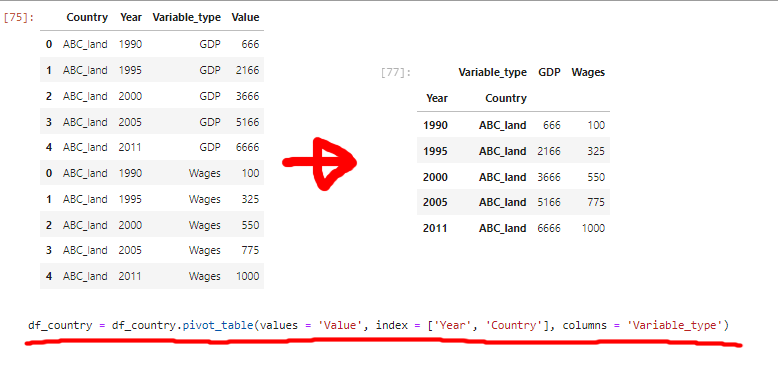 [75]:
Country Year Variable_type Value
0 ABC_land 1990 GDP 666
1 ABC_land 1995 GDP 2166
2 ABC_land 2000 GDP 3666
3 ABC_land 2005 GDP 5166
4 ABC_land 2011 GDP 6666
0 ABC_land 1990 Wages 100
1 ABC_land 1995 Wages 325
2 ABC_land 2000 Wages 550
3 ABC_land 2005 Wages 775
4 ABC_land 2011 Wages 1000
[77]:
Variable_type GDP Wages
Year Country
1990 ABC_land 666 100
1995 ABC_land 2166 325
2000 ABC_land 3666 550
2005 ABC_land 5166 775
2011 ABC_land 6666 1000
df_country = df_country.pivot_table(values = 'Value', index = ['Year', 'Country'], columns = 'Variable_type')